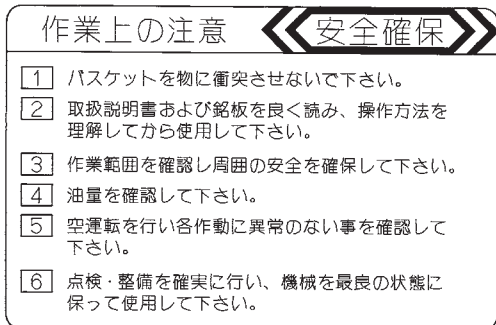 作業上の注意 安全確保
1 バスケットを物に衝突させないで下さい。
2 取扱説明書および銘板を良く読み、操作方法を
理解してから使用して下さい。
3 作業範囲を確認し周囲の安全を確保して下さい。
4 油量を確認して下さい。
5 空運転を行い各作動に異常のない事を確認して
下さい。
6 点検・整備を確実に行い、機械を最良の状態に
保って使用して下さい。